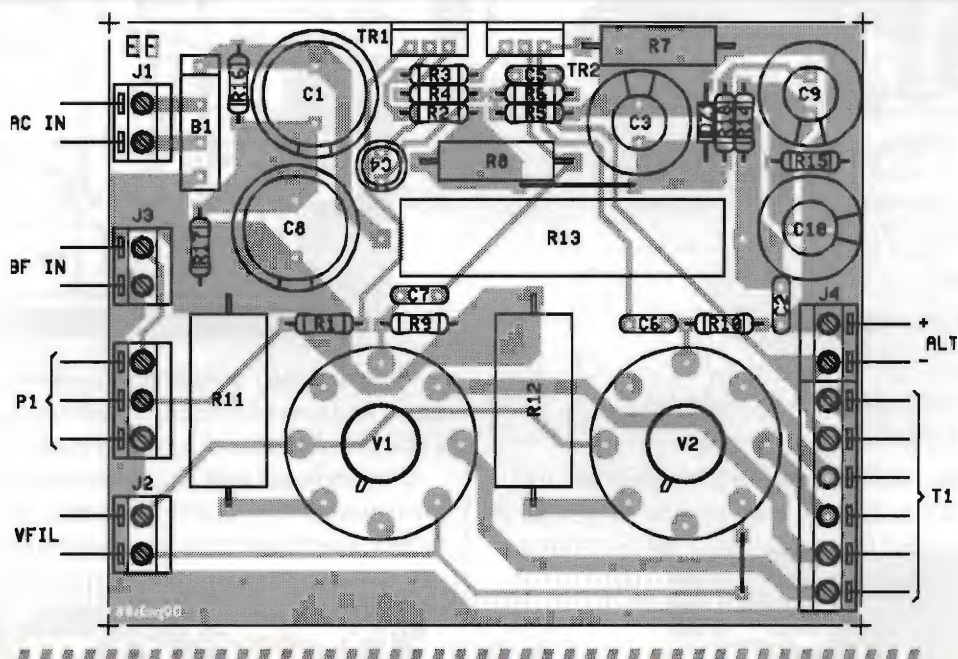 TR1
R7
J1
R16
C1
R3
C5
TR2
R4
R6
R2
R5
C3
C9
AC IN
B1
C4
R8
R15
J3
R17
C8
R13
C10
BF IN
C7
C2
J4
R1
R9
C6
R10
+
ALT
-
P1
R11
V1
R12
V2
J2
T1
VFIL